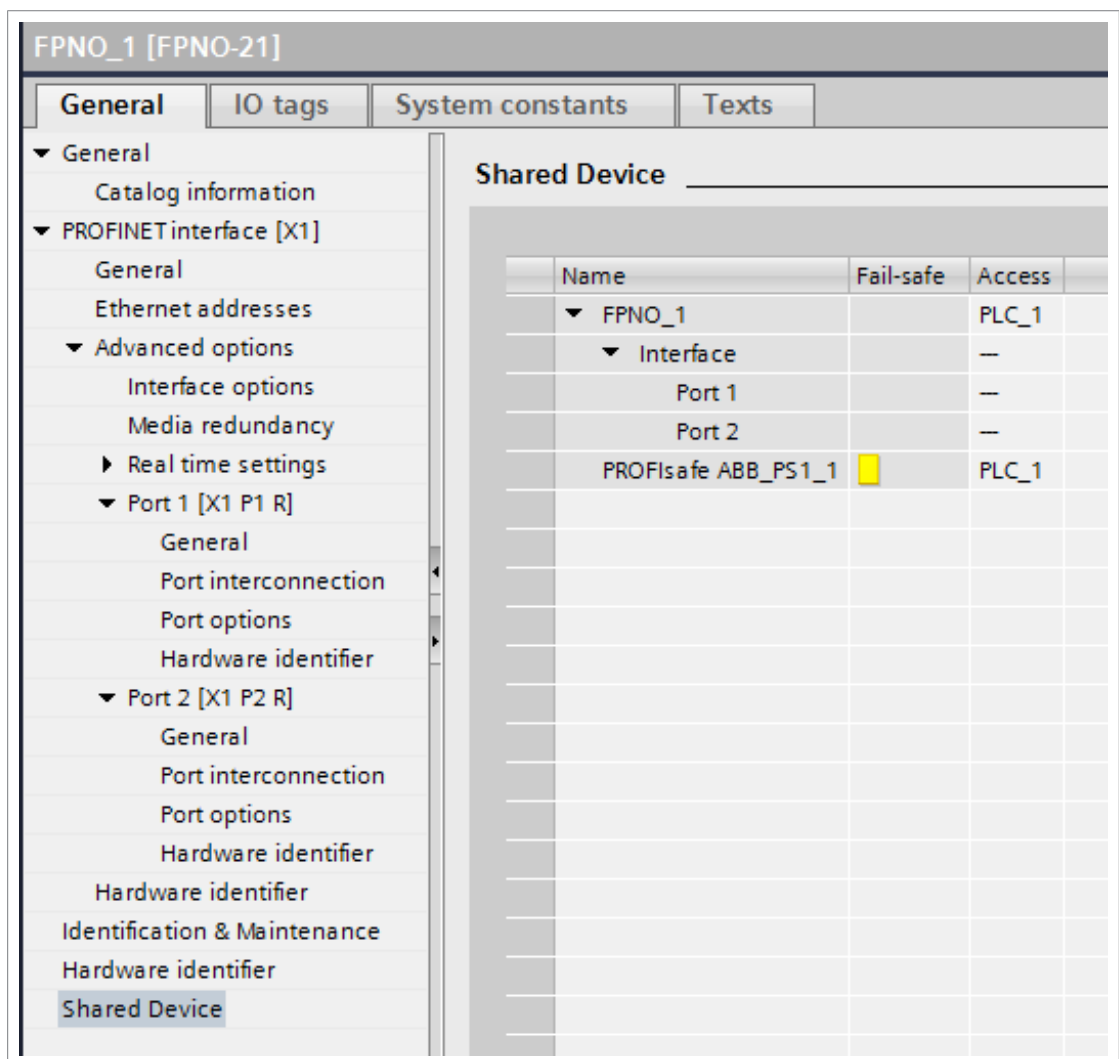 FPNO_1 [FPNO-21]
General IO tags System constants Texts
General
Catalog information
PROFINET interface [X1]
General
Ethernet addresses
Advanced options
Interface options
Media redundancy
Real time settings
Port 1 [X1 P1 R]
General
Port interconnection
Port options
Hardware identifier
Port 2 [X1 P2 R]
General
Port interconnection
Port options
Hardware identifier
Hardware identifier
Identification & Maintenance
Hardware identifier
Shared Device
Shared Device
Name Fail-safe Access
FPNO_1 PLC_1
Interface —
Port 1 —
Port 2 —
PROFIsafe ABB_PS1_1 PLC_1